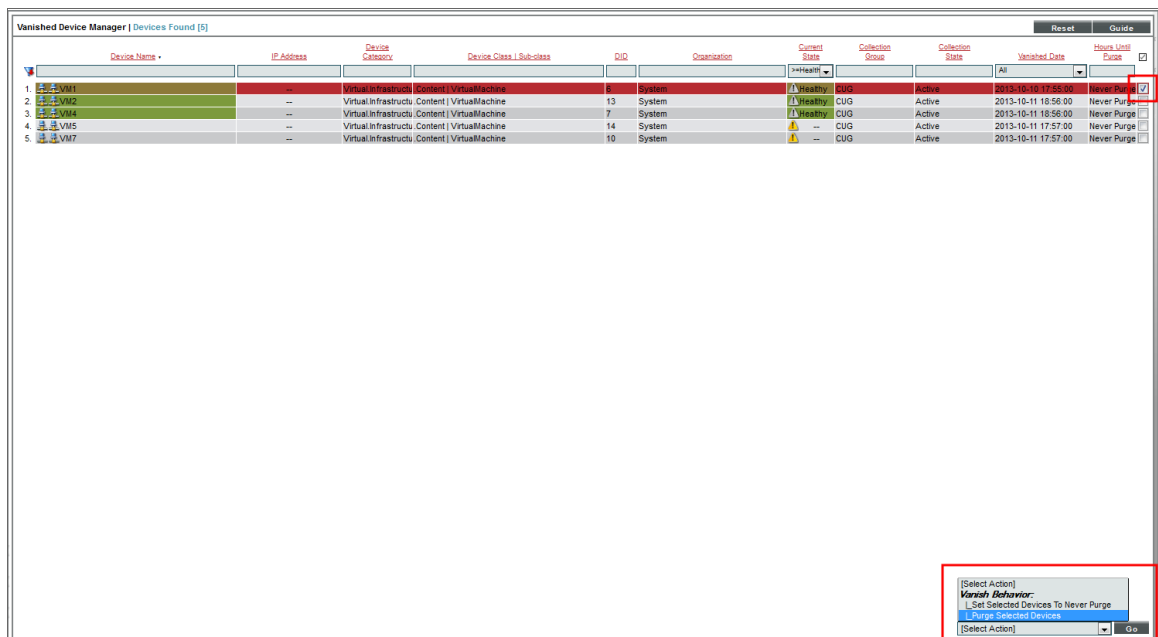 Vanished Device Manager | Devices Found [5]
Reset
Guide
Device Name
IP Address
Device Category
Device Class | Sub-class
DID
Organization
Current State
Collection Group
Collection State
Vanished Date
Hours Until Purge
>=Health
All
1. VM1 -- Virtual.Infrastructu .Content | VirtualMachine 6 System Healthy CUG Active 2013-10-10 17:55:00 Never Purge
2. VM2 -- Virtual.Infrastructu .Content | VirtualMachine 13 System Healthy CUG Active 2013-10-11 18:56:00 Never Purge
3. VM4 -- Virtual.Infrastructu .Content | VirtualMachine 7 System Healthy CUG Active 2013-10-11 18:56:00 Never Purge
4. VM5 -- Virtual.Infrastructu .Content | VirtualMachine 14 System -- CUG Active 2013-10-11 17:57:00 Never Purge
5. VM7 -- Virtual.Infrastructu .Content | VirtualMachine 10 System -- CUG Active 2013-10-11 17:57:00 Never Purge
[Select Action]
Vanish Behavior:
|_Set Selected Devices To Never Purge
|_Purge Selected Devices
[Select Action]
Go